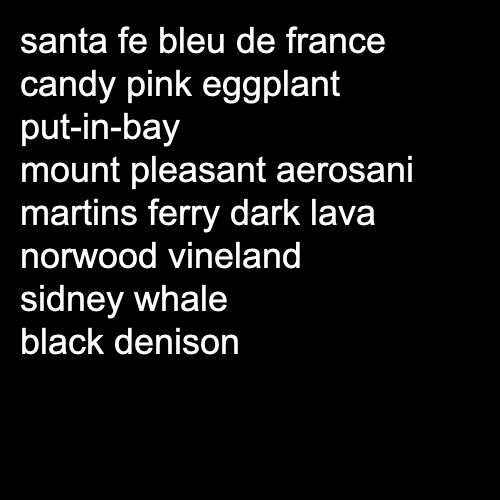 santa fe bleu de france
candy pink eggplant
put-in-bay
mount pleasant aerosani
martins ferry dark lava
norwood vineland
sidney whale
black denison